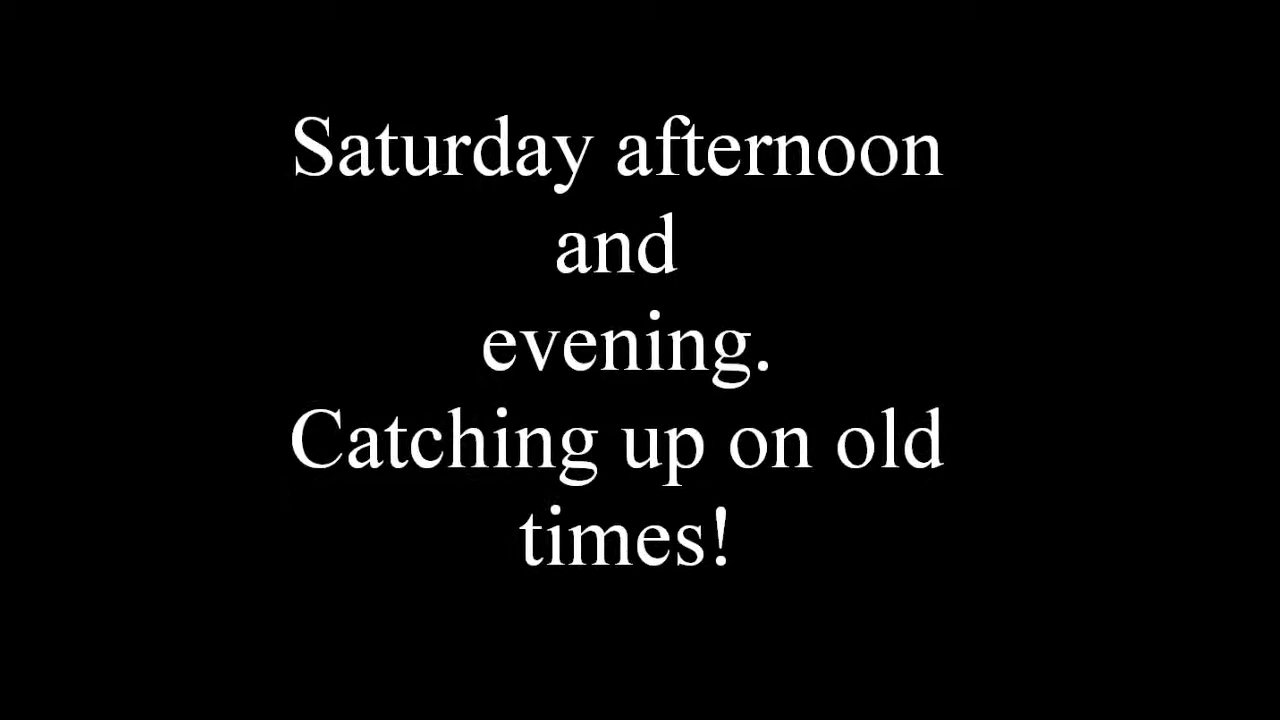 Saturday afternoon
and
evening.
Catching up on old
times!